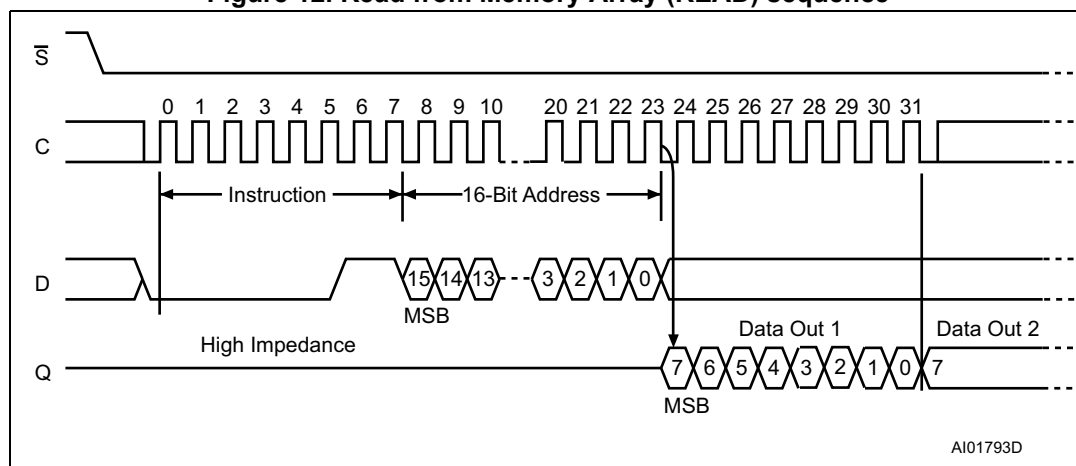 Figure 12. Read from Memory Array (READ) sequence
S̅
0 1 2 3 4 5 6 7 8 9 10 20 21 22 23 24 25 26 27 28 29 30 31
C
Instruction 16-Bit Address
D 15 14 13 3 2 1 0
MSB
High Impedance Data Out 1 Data Out 2
Q 7 6 5 4 3 2 1 0 7
MSB
AI01793D